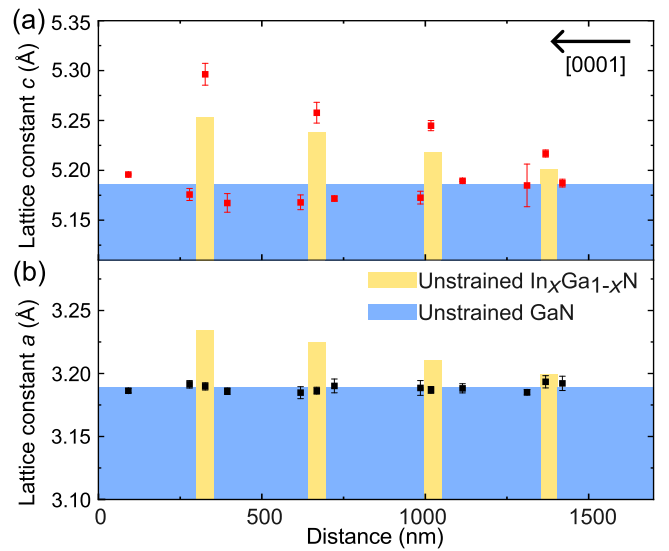 (a)
5.35
5.30
5.25
5.20
5.15
Lattice constant c (Å)
[0001]
(b)
Unstrained InxGa1-xN
Unstrained GaN
3.25
3.20
3.15
3.10
Lattice constant a (Å)
0 500 1000 1500
Distance (nm)